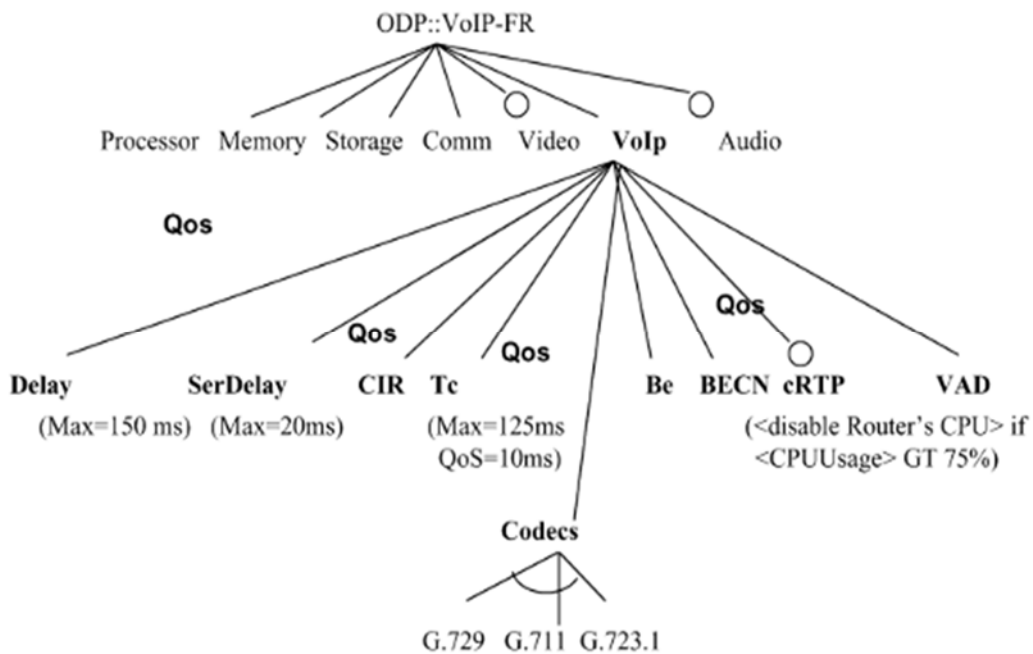 ODP::VoIP-FR
Processor Memory Storage Comm Video VoIp Audio
Qos
Qos
Qos
Qos
Delay SerDelay CIR Tc Be BECN cRTP VAD
(Max=150 ms) (Max=20ms) (Max=125ms (<disable Router's CPU> if
QoS=10ms) <CPUUsage> GT 75%)
Codecs
G.729 G.711 G.723.1